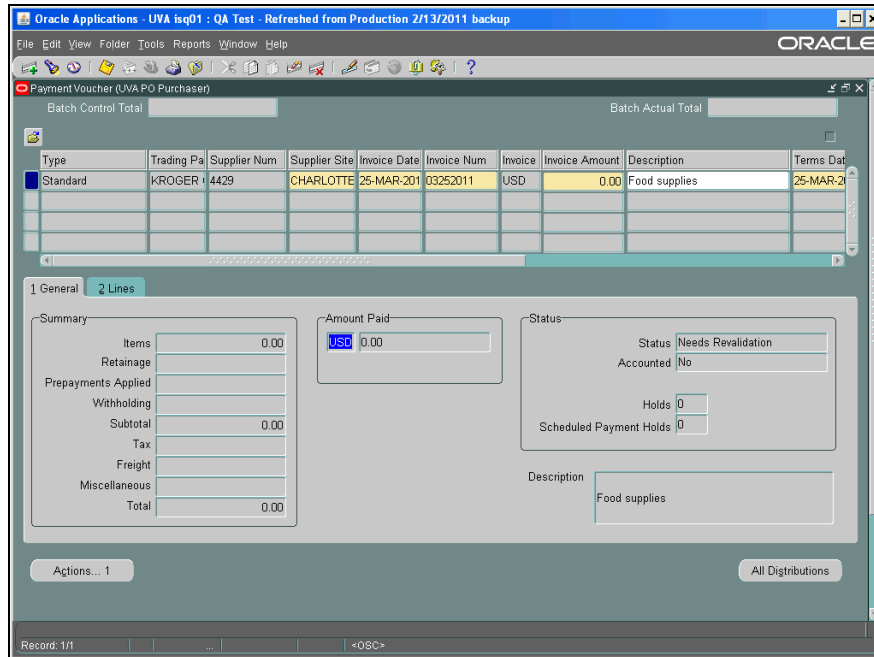 Oracle Applications - UVA isq01 : QA Test - Refreshed from Production 2/13/2011 backup
File Edit View Folder Tools Reports Window Help
ORACLE
Payment Voucher (UVA PO Purchaser)
Batch Control Total
Batch Actual Total
Type Trading Pa Supplier Num Supplier Site Invoice Date Invoice Num Invoice Invoice Amount Description Terms Dat
Standard KROGER 4429 CHARLOTTE 25-MAR-201 03252011 USD 0.00 Food supplies 25-MAR-20
1 General 2 Lines
Summary
Items 0.00
Retainage
Prepayments Applied
Withholding
Subtotal 0.00
Tax
Freight
Miscellaneous
Total 0.00
Amount Paid
USD 0.00
Status
Status Needs Revalidation
Accounted No
Holds 0
Scheduled Payment Holds 0
Description Food supplies
Actions... 1
All Distributions
Record: 1/1 ... <OSC>